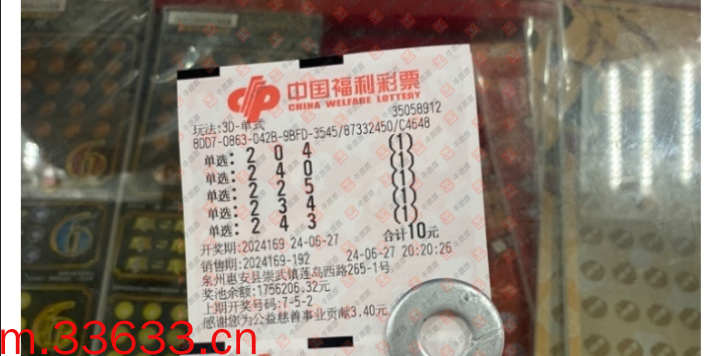 中国福利彩票
CHINA WELFARE LOTTERY
35058912
玩法:3D-单式
8DD7-0863-042B-9BFD-3545/87332450/C4648
单选: 2 0 4 (1)
单选: 2 4 0 (1)
单选: 2 2 5 (1)
单选: 2 3 4 (1)
单选: 2 4 3 (1)
合计10元
开奖期:2024169 24-06-27
销售期:2024169-192 24-06-27 20:20:26
泉州惠安县崇武镇莲岛西路265-1号
奖池余额:1756206.32元
上期开奖号码:7-5-2
感谢您为公益慈善事业贡献3.40元
m.33633.cn